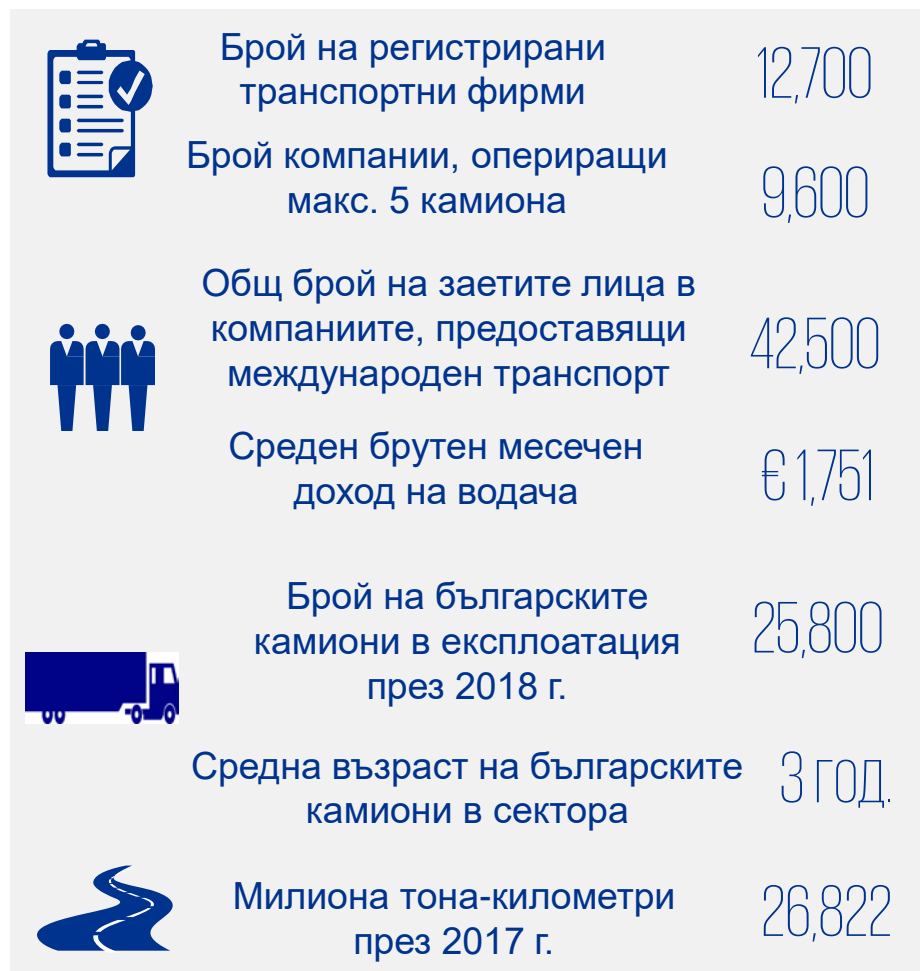 Брой на регистрирани
транспортни фирми
12,700
Брой компании, опериращи
макс. 5 камиона
9,600
Общ брой на заетите лица в
компаниите, предоставящи
международен транспорт
42,500
Среден брутен месечен
доход на водача
€ 1,751
Брой на българските
камиони в експлоатация
през 2018 г.
25,800
Средна възраст на българските
камиони в сектора
3 ГОД.
Милиона тона-километри
през 2017 г.
26,822